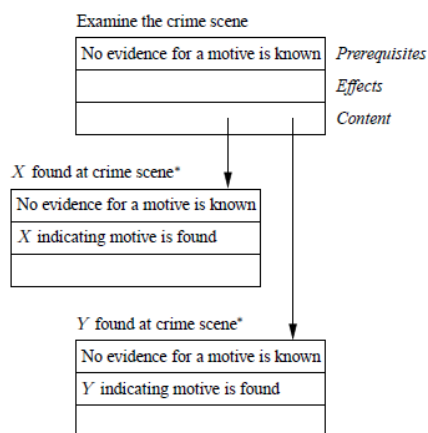 Examine the crime scene
No evidence for a motive is known Prerequisites
Effects
Content
X found at crime scene*
No evidence for a motive is known
X indicating motive is found
Y found at crime scene*
No evidence for a motive is known
Y indicating motive is found